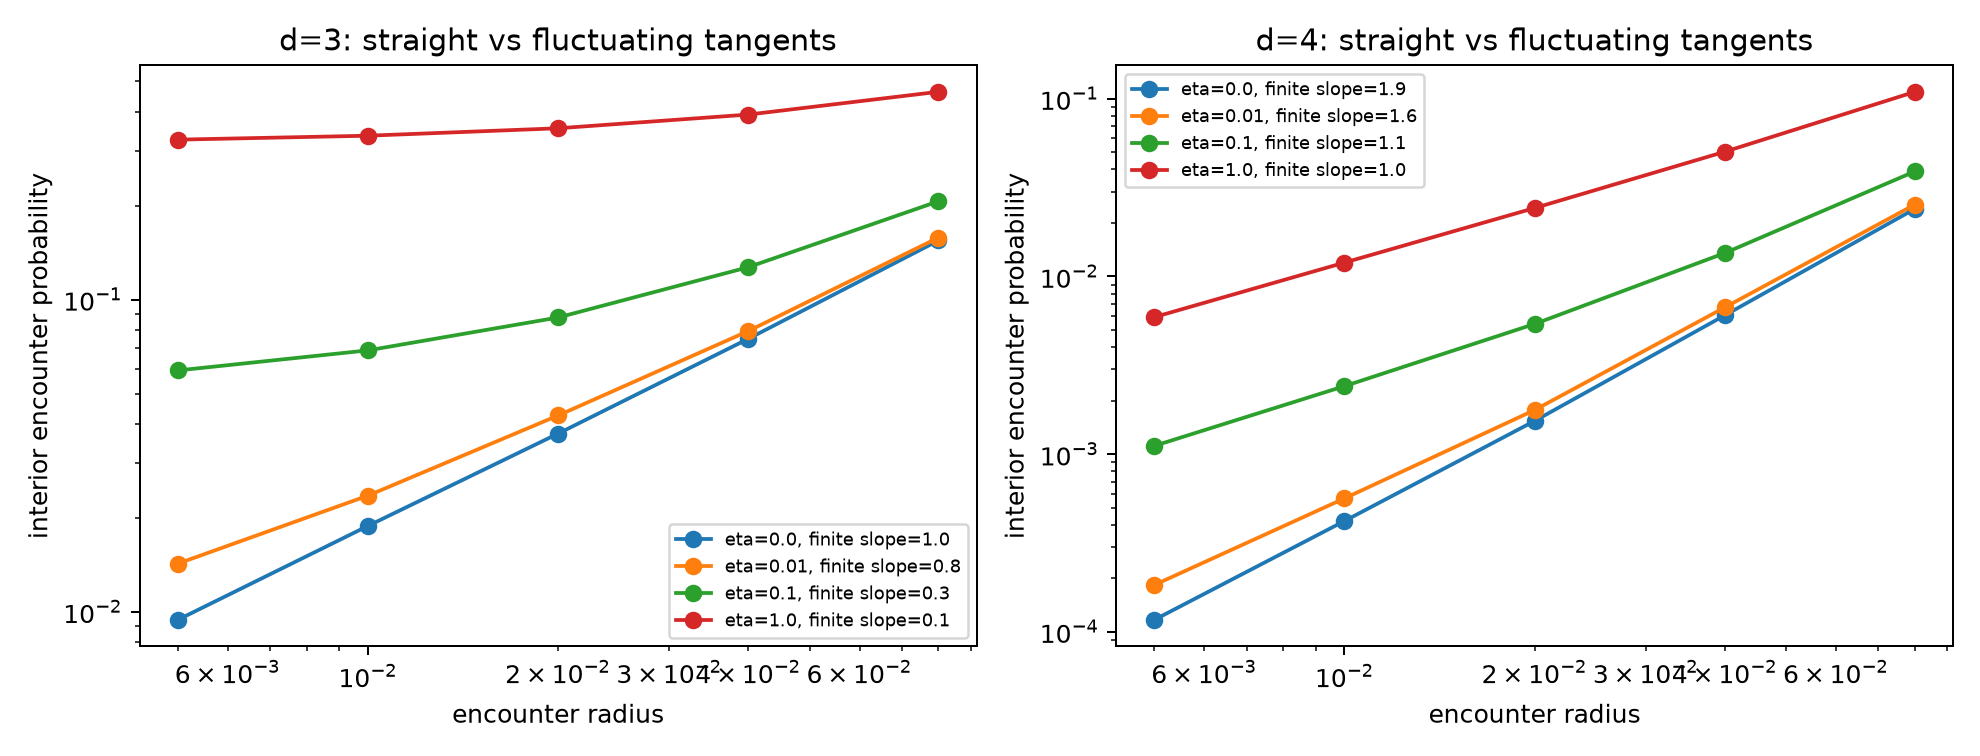 d=3: straight vs fluctuating tangents
interior encounter probability
10⁻¹
10⁻²
eta=0.0, finite slope=1.0
eta=0.01, finite slope=0.8
eta=0.1, finite slope=0.3
eta=1.0, finite slope=0.1
6 × 10⁻³
10⁻²
2 × 10⁻²
3 × 10⁻²
4 × 10⁻²
6 × 10⁻²
encounter radius
d=4: straight vs fluctuating tangents
interior encounter probability
eta=0.0, finite slope=1.9
eta=0.01, finite slope=1.6
eta=0.1, finite slope=1.1
eta=1.0, finite slope=1.0
10⁻¹
10⁻²
10⁻³
10⁻⁴
6 × 10⁻³
10⁻²
2 × 10⁻²
3 × 10⁻²
4 × 10⁻²
6 × 10⁻²
encounter radius